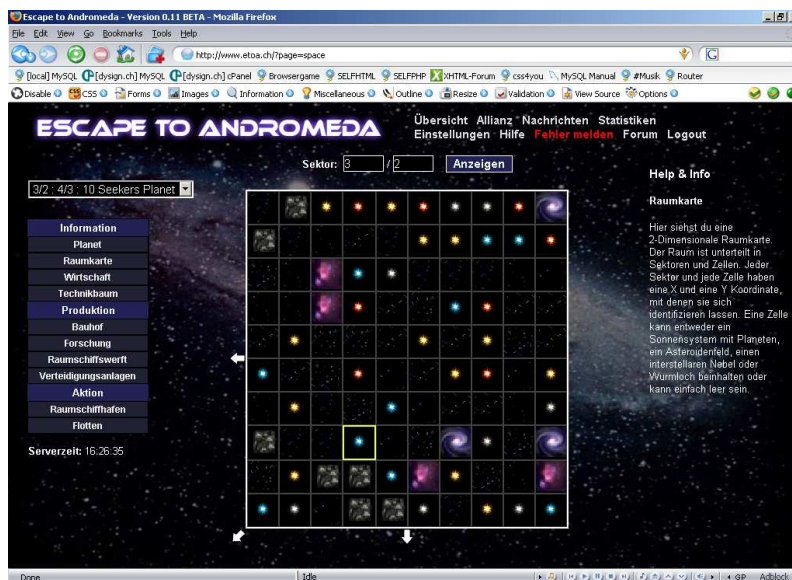 Escape to Andromeda - Version 0.11 BETA - Mozilla Firefox
File Edit View Go Bookmarks Tools Help
http://www.etoa.ch/?page=space
[local] MySQL [dysign.ch] MySQL [dysign.ch] cPanel Browsergame SELFHTML SELFPHP XHTML-Forum css4you MySQL Manual #Musik Router
Disable CSS Forms Images Information Miscellaneous Outline Resize Validation View Source Options
ESCAPE TO ANDROMEDA
Übersicht Allianz Nachrichten Statistiken
Einstellungen Hilfe Fehler melden Forum Logout
Sektor: 3 / 2 Anzeigen
3/2 : 4/3 : 10 Seekers Planet
Information
Planet
Raumkarte
Wirtschaft
Technikbaum
Produktion
Bauhof
Forschung
Raumschiffswerft
Verteidigungsanlagen
Aktion
Raumschiffhafen
Flotten
Serverzeit: 16:26:35
Help & Info
Raumkarte
Hier siehst du eine
2-Dimensionale Raumkarte.
Der Raum ist unterteilt in
Sektoren und Zellen. Jeder
Sektor und jede Zelle haben
eine X und eine Y Koordinate,
mit denen sie sich
identifizieren lassen. Eine Zelle
kann entweder ein
Sonnensystem mit Planeten,
ein Asteroidenfeld, einen
interstellaren Nebel oder
Wurmloch beinhalten oder
kann einfach leer sein.
Done Idle GP Adblock